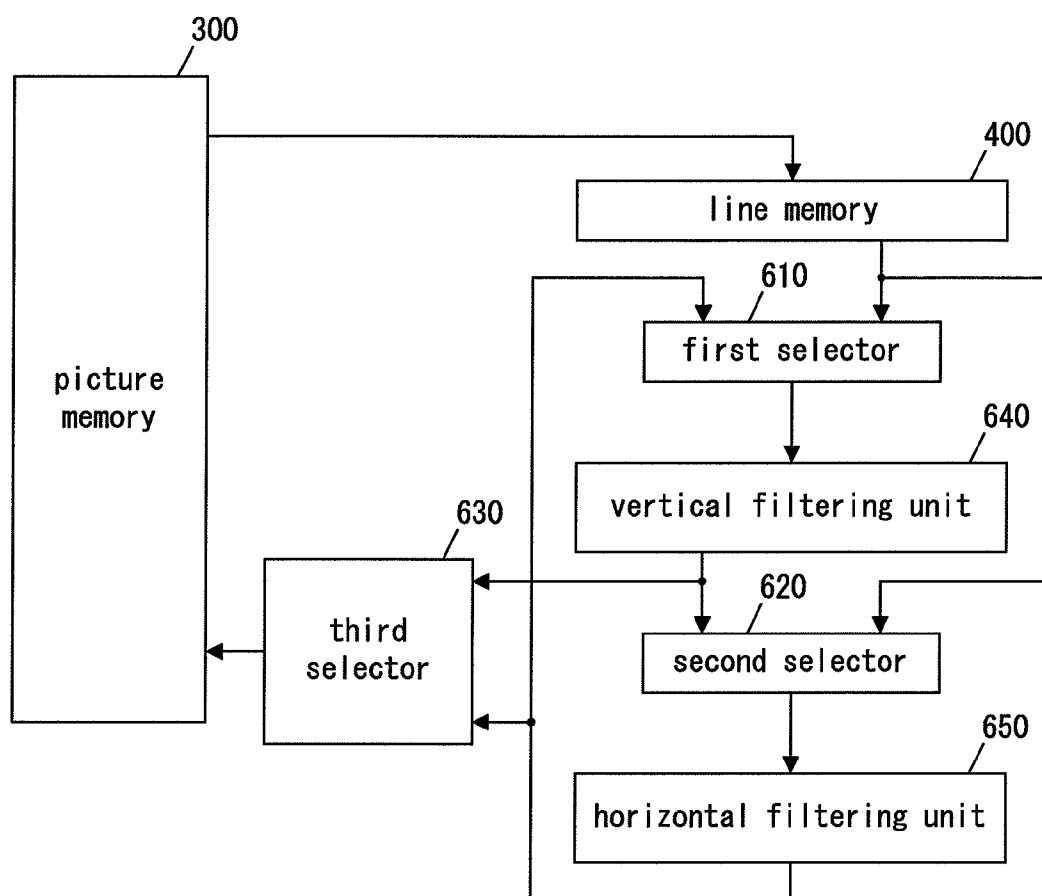 300
400
line memory
610
first selector
picture
memory
640
vertical filtering unit
630
620
third
selector
second selector
650
horizontal filtering unit